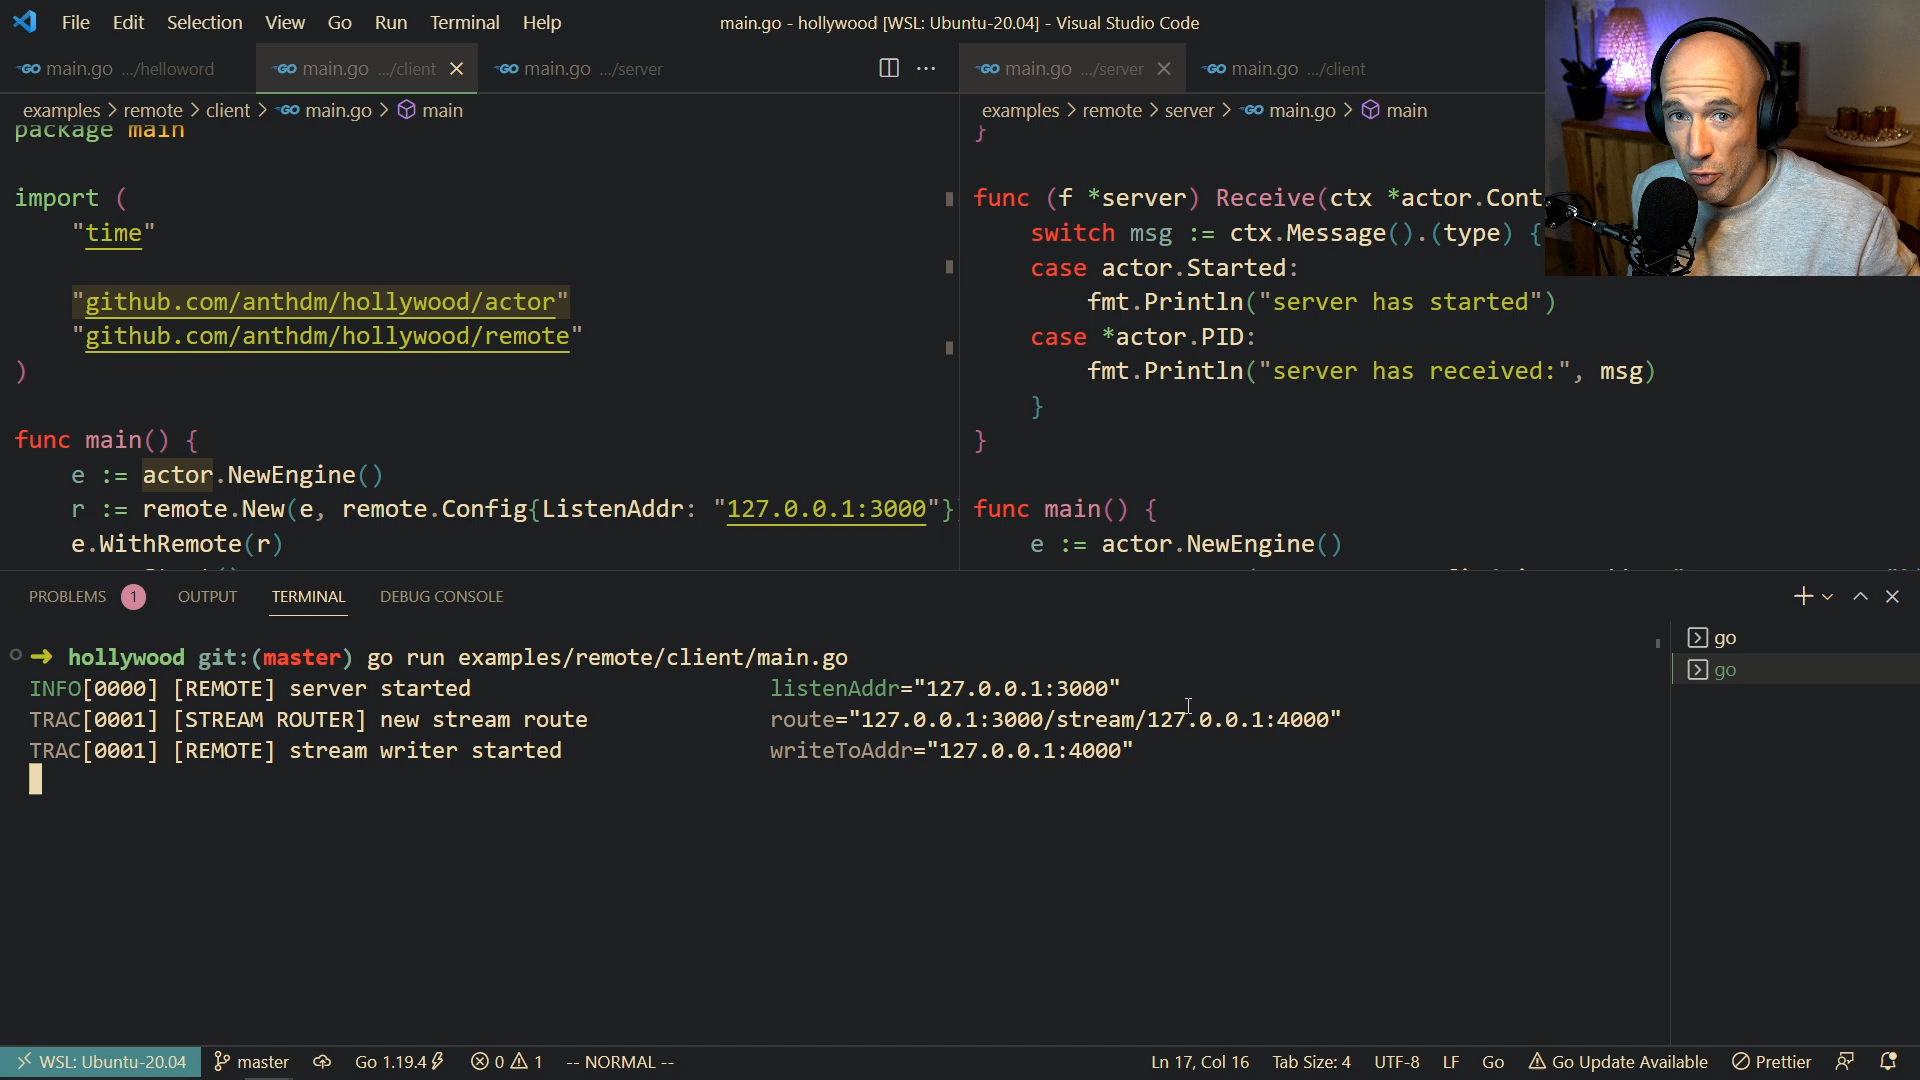 File Edit Selection View Go Run Terminal Help
main.go - hollywood [WSL: Ubuntu-20.04] - Visual Studio Code
GO main.go .../helloword
GO main.go .../client
GO main.go .../server
GO main.go .../server
GO main.go .../client
examples > remote > client > GO main.go > main
package main
import (
"time"
"github.com/anthdm/hollywood/actor"
"github.com/anthdm/hollywood/remote"
)
func main() {
e := actor.NewEngine()
r := remote.New(e, remote.Config{ListenAddr: "127.0.0.1:3000"}
e.WithRemote(r)
examples > remote > server > GO main.go > main
}
func (f *server) Receive(ctx *actor.Cont
switch msg := ctx.Message().(type) {
case actor.Started:
fmt.Println("server has started")
case *actor.PID:
fmt.Println("server has received:", msg)
}
}
func main() {
e := actor.NewEngine()
PROBLEMS 1 OUTPUT TERMINAL DEBUG CONSOLE
➜ hollywood git:(master) go run examples/remote/client/main.go
INFO[0000] [REMOTE] server started listenAddr="127.0.0.1:3000"
TRAC[0001] [STREAM ROUTER] new stream route route="127.0.0.1:3000/stream/127.0.0.1:4000"
TRAC[0001] [REMOTE] stream writer started writeToAddr="127.0.0.1:4000"
go
go
WSL: Ubuntu-20.04 master Go 1.19.4 0 1 -- NORMAL -- Ln 17, Col 16 Tab Size: 4 UTF-8 LF Go Go Update Available Prettier